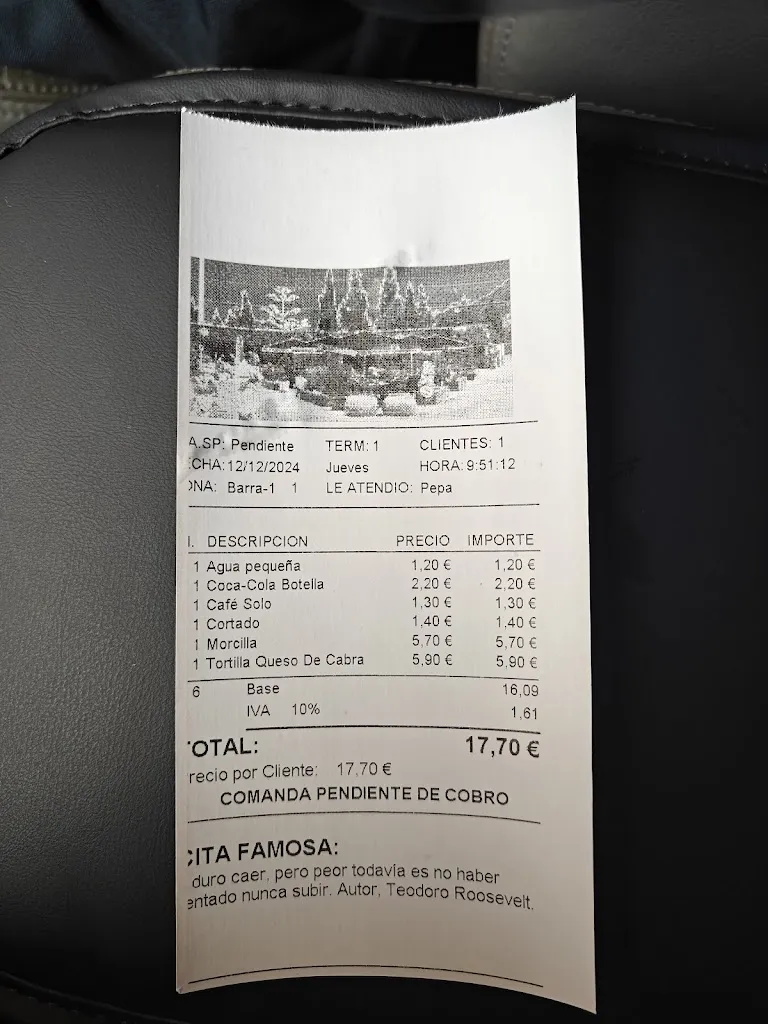 A.SP: Pendiente TERM: 1 CLIENTES: 1
ECHA: 12/12/2024 Jueves HORA: 9:51:12
ONA: Barra-1 1 LE ATENDIO: Pepa
I. DESCRIPCION PRECIO IMPORTE
1 Agua pequeña 1,20 € 1,20 €
1 Coca-Cola Botella 2,20 € 2,20 €
1 Café Solo 1,30 € 1,30 €
1 Cortado 1,40 € 1,40 €
1 Morcilla 5,70 € 5,70 €
1 Tortilla Queso De Cabra 5,90 € 5,90 €
6 Base 16,09
IVA 10% 1,61
TOTAL: 17,70 €
recio por Cliente: 17,70 €
COMANDA PENDIENTE DE COBRO
CITA FAMOSA:
duro caer, pero peor todavía es no haber
entado nunca subir. Autor, Teodoro Roosevelt.